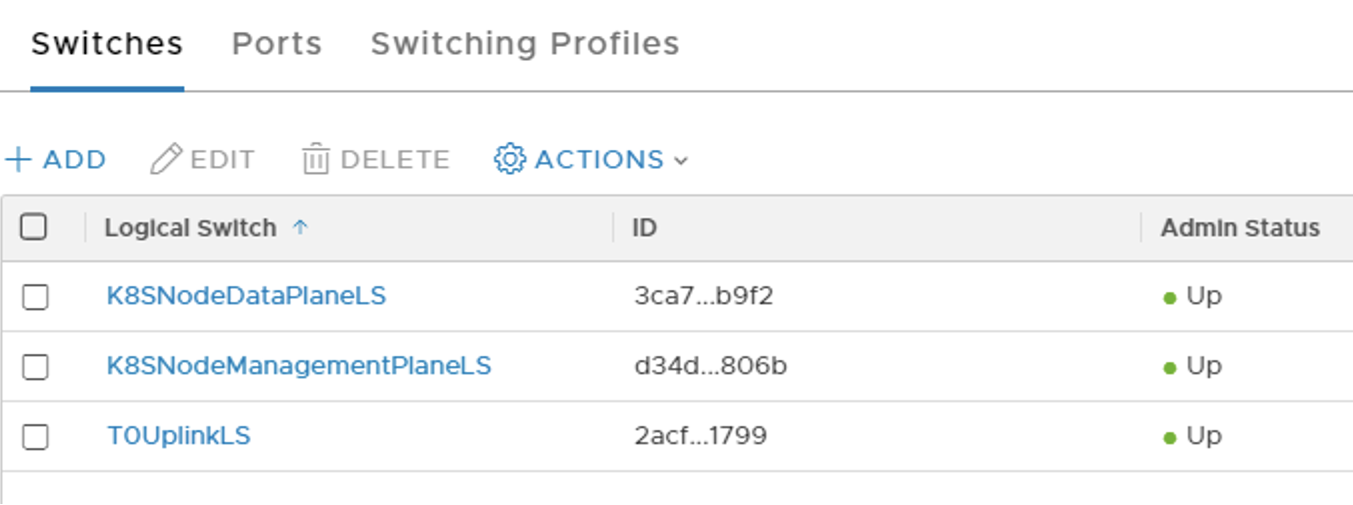 Switches Ports Switching Profiles
+ ADD EDIT DELETE ACTIONS
Logical Switch ↑ ID Admin Status
K8SNodeDataPlaneLS 3ca7...b9f2 Up
K8SNodeManagementPlaneLS d34d...806b Up
T0UplinkLS 2acf...1799 Up